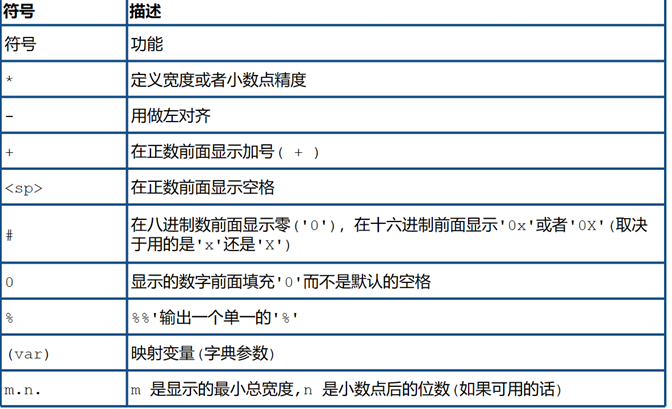 符号 描述
符号 功能
* 定义宽度或者小数点精度
- 用做左对齐
+ 在正数前面显示加号( + )
<sp> 在正数前面显示空格
# 在八进制数前面显示零('0')，在十六进制前面显示'0x'或者'0X'(取决
于用的是'x'还是'X')
0 显示的数字前面填充'0'而不是默认的空格
% %%'输出一个单一的'%'
(var) 映射变量(字典参数)
m.n. m 是显示的最小总宽度,n 是小数点后的位数(如果可用的话)